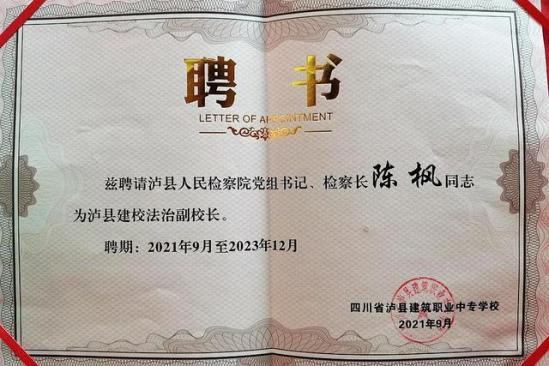 聘 书
LETTER OF APPOINTMENT
兹聘请泸县人民检察院党组书记、检察长陈枫同志
为泸县建校法治副校长。
聘期：2021年9月至2023年12月
四川省泸县建筑职业中专学校
2021年9月